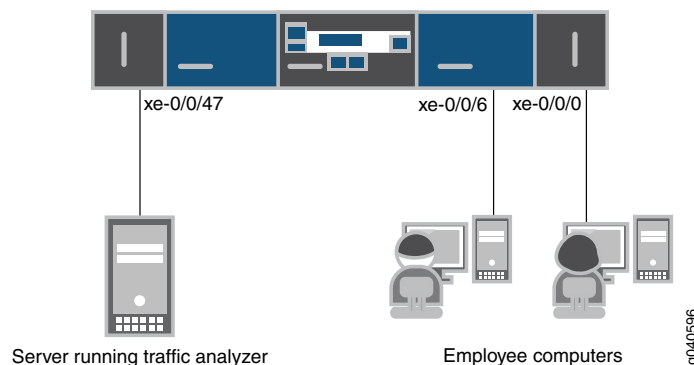 xe-0/0/47
xe-0/0/6
xe-0/0/0
Server running traffic analyzer
Employee computers
g040596